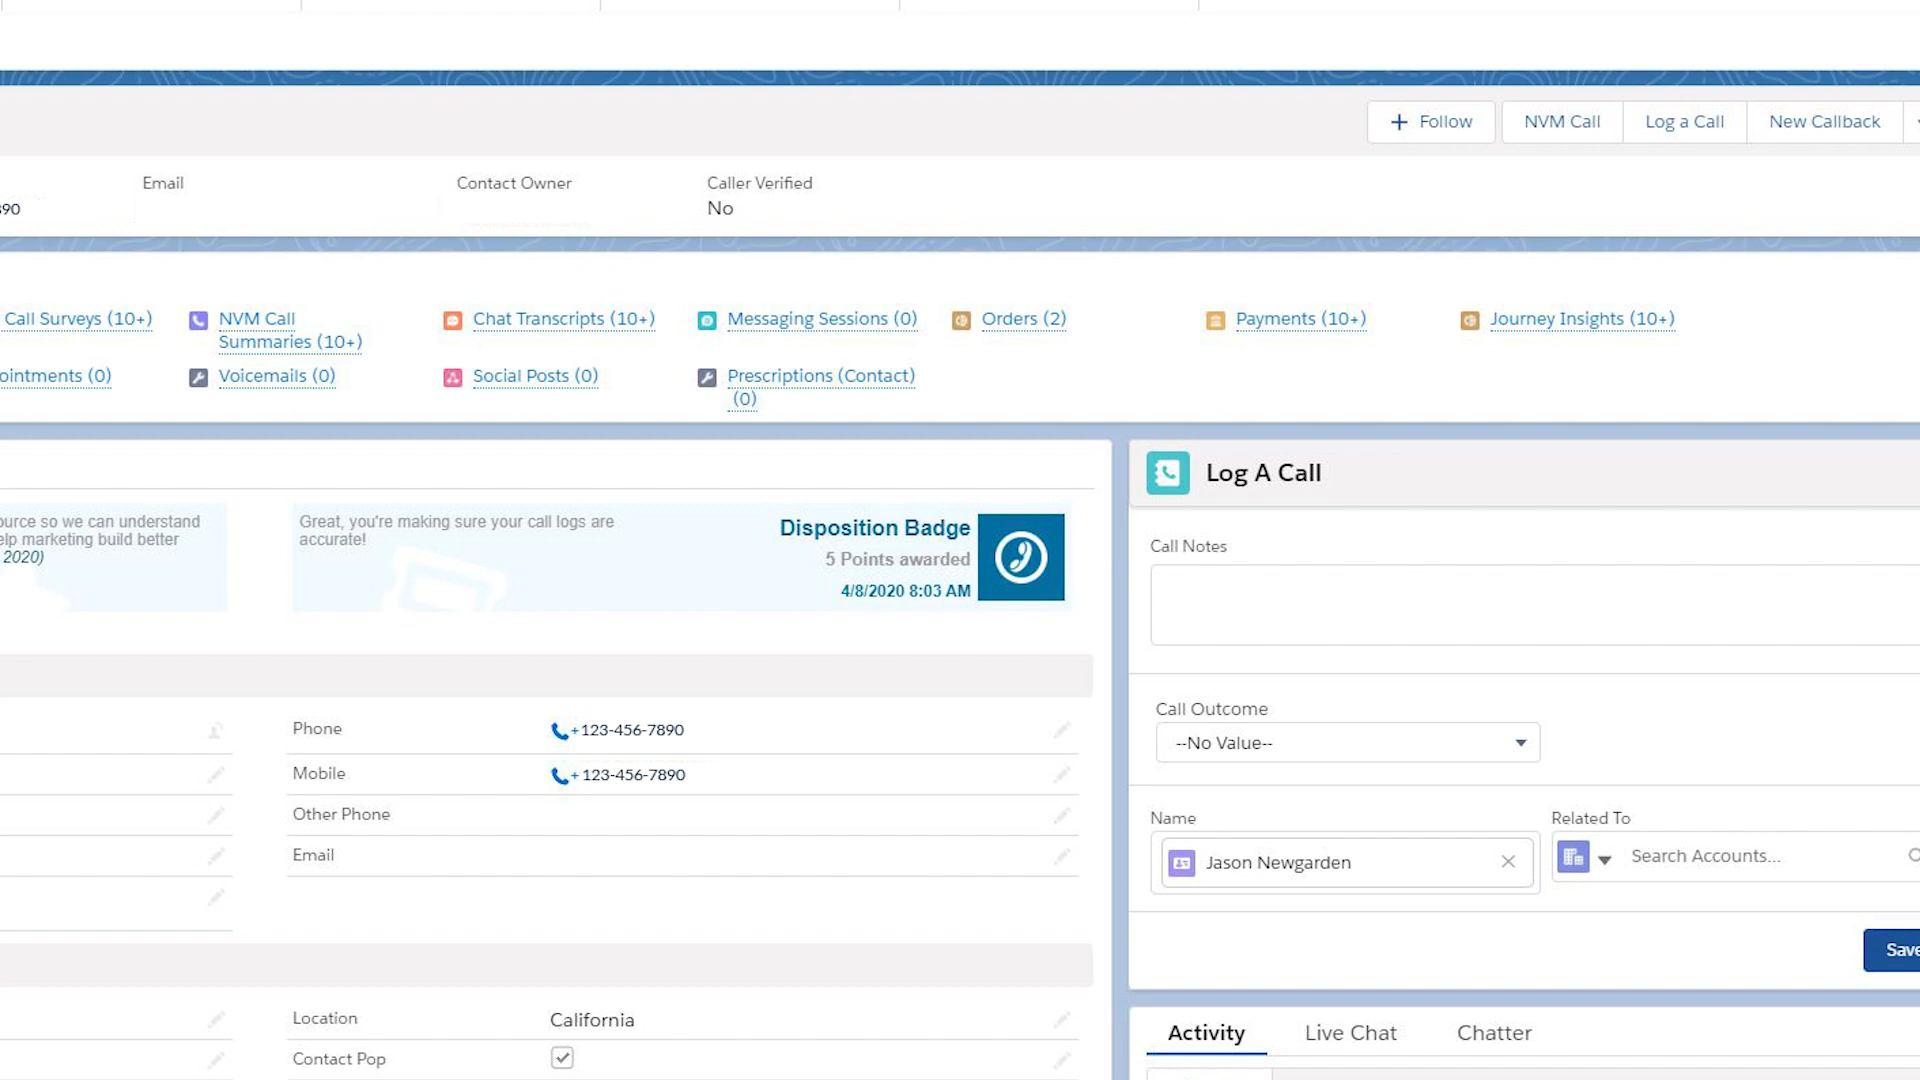 Follow
NVM Call
Log a Call
New Callback
Email
Contact Owner
Caller Verified
890
No
Call Surveys (10+)
NVM Call
Summaries (10+)
Chat Transcripts (10+)
Messaging Sessions (0)
Orders (2)
Payments (10+)
Journey Insights (10+)
ointments (0)
Voicemails (0)
Social Posts (0)
Prescriptions (Contact)
(0)
Log A Call
ource so we can understand
elp marketing build better
2020)
Great, you're making sure your call logs are
accurate!
Disposition Badge
5 Points awarded
4/8/2020 8:03 AM
Call Notes
Phone
+123-456-7890
Mobile
+ 123-456-7890
Other Phone
Email
Call Outcome
--No Value--
Name
Related To
Jason Newgarden
Search Accounts...
Save
Location
California
Contact Pop
Activity
Live Chat
Chatter